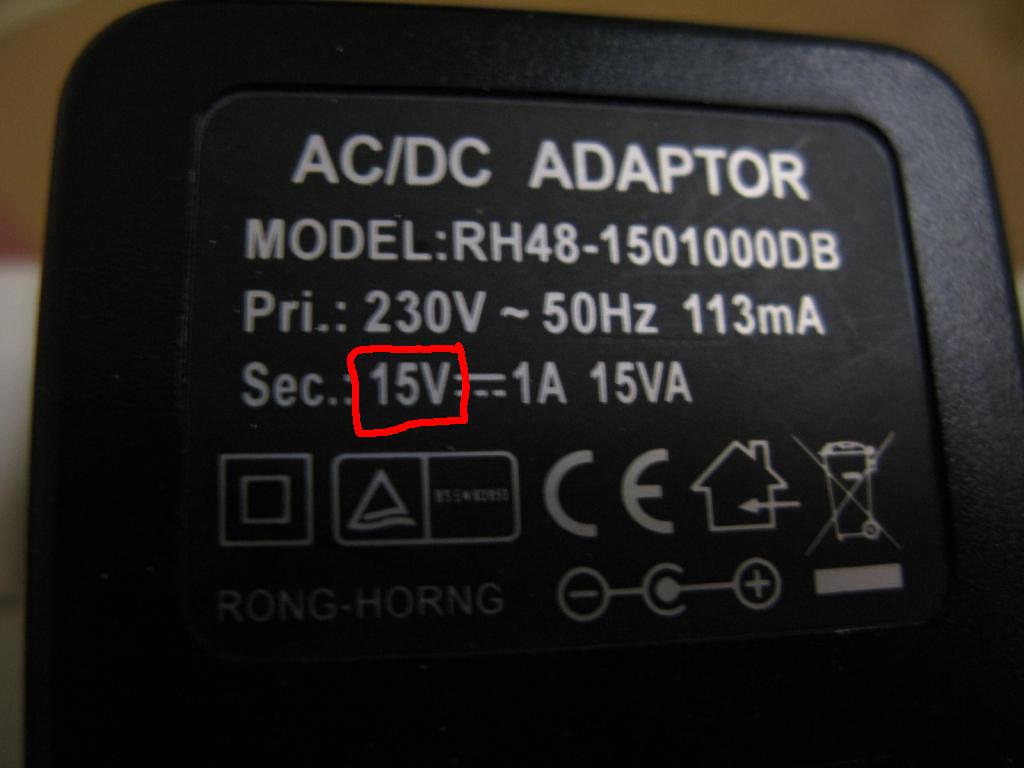 AC/DC ADAPTOR
MODEL:RH48-1501000DB
Pri.: 230V ~ 50Hz 113mA
Sec.: 15V⎓1A 15VA
CE
RONG-HORNG
− +